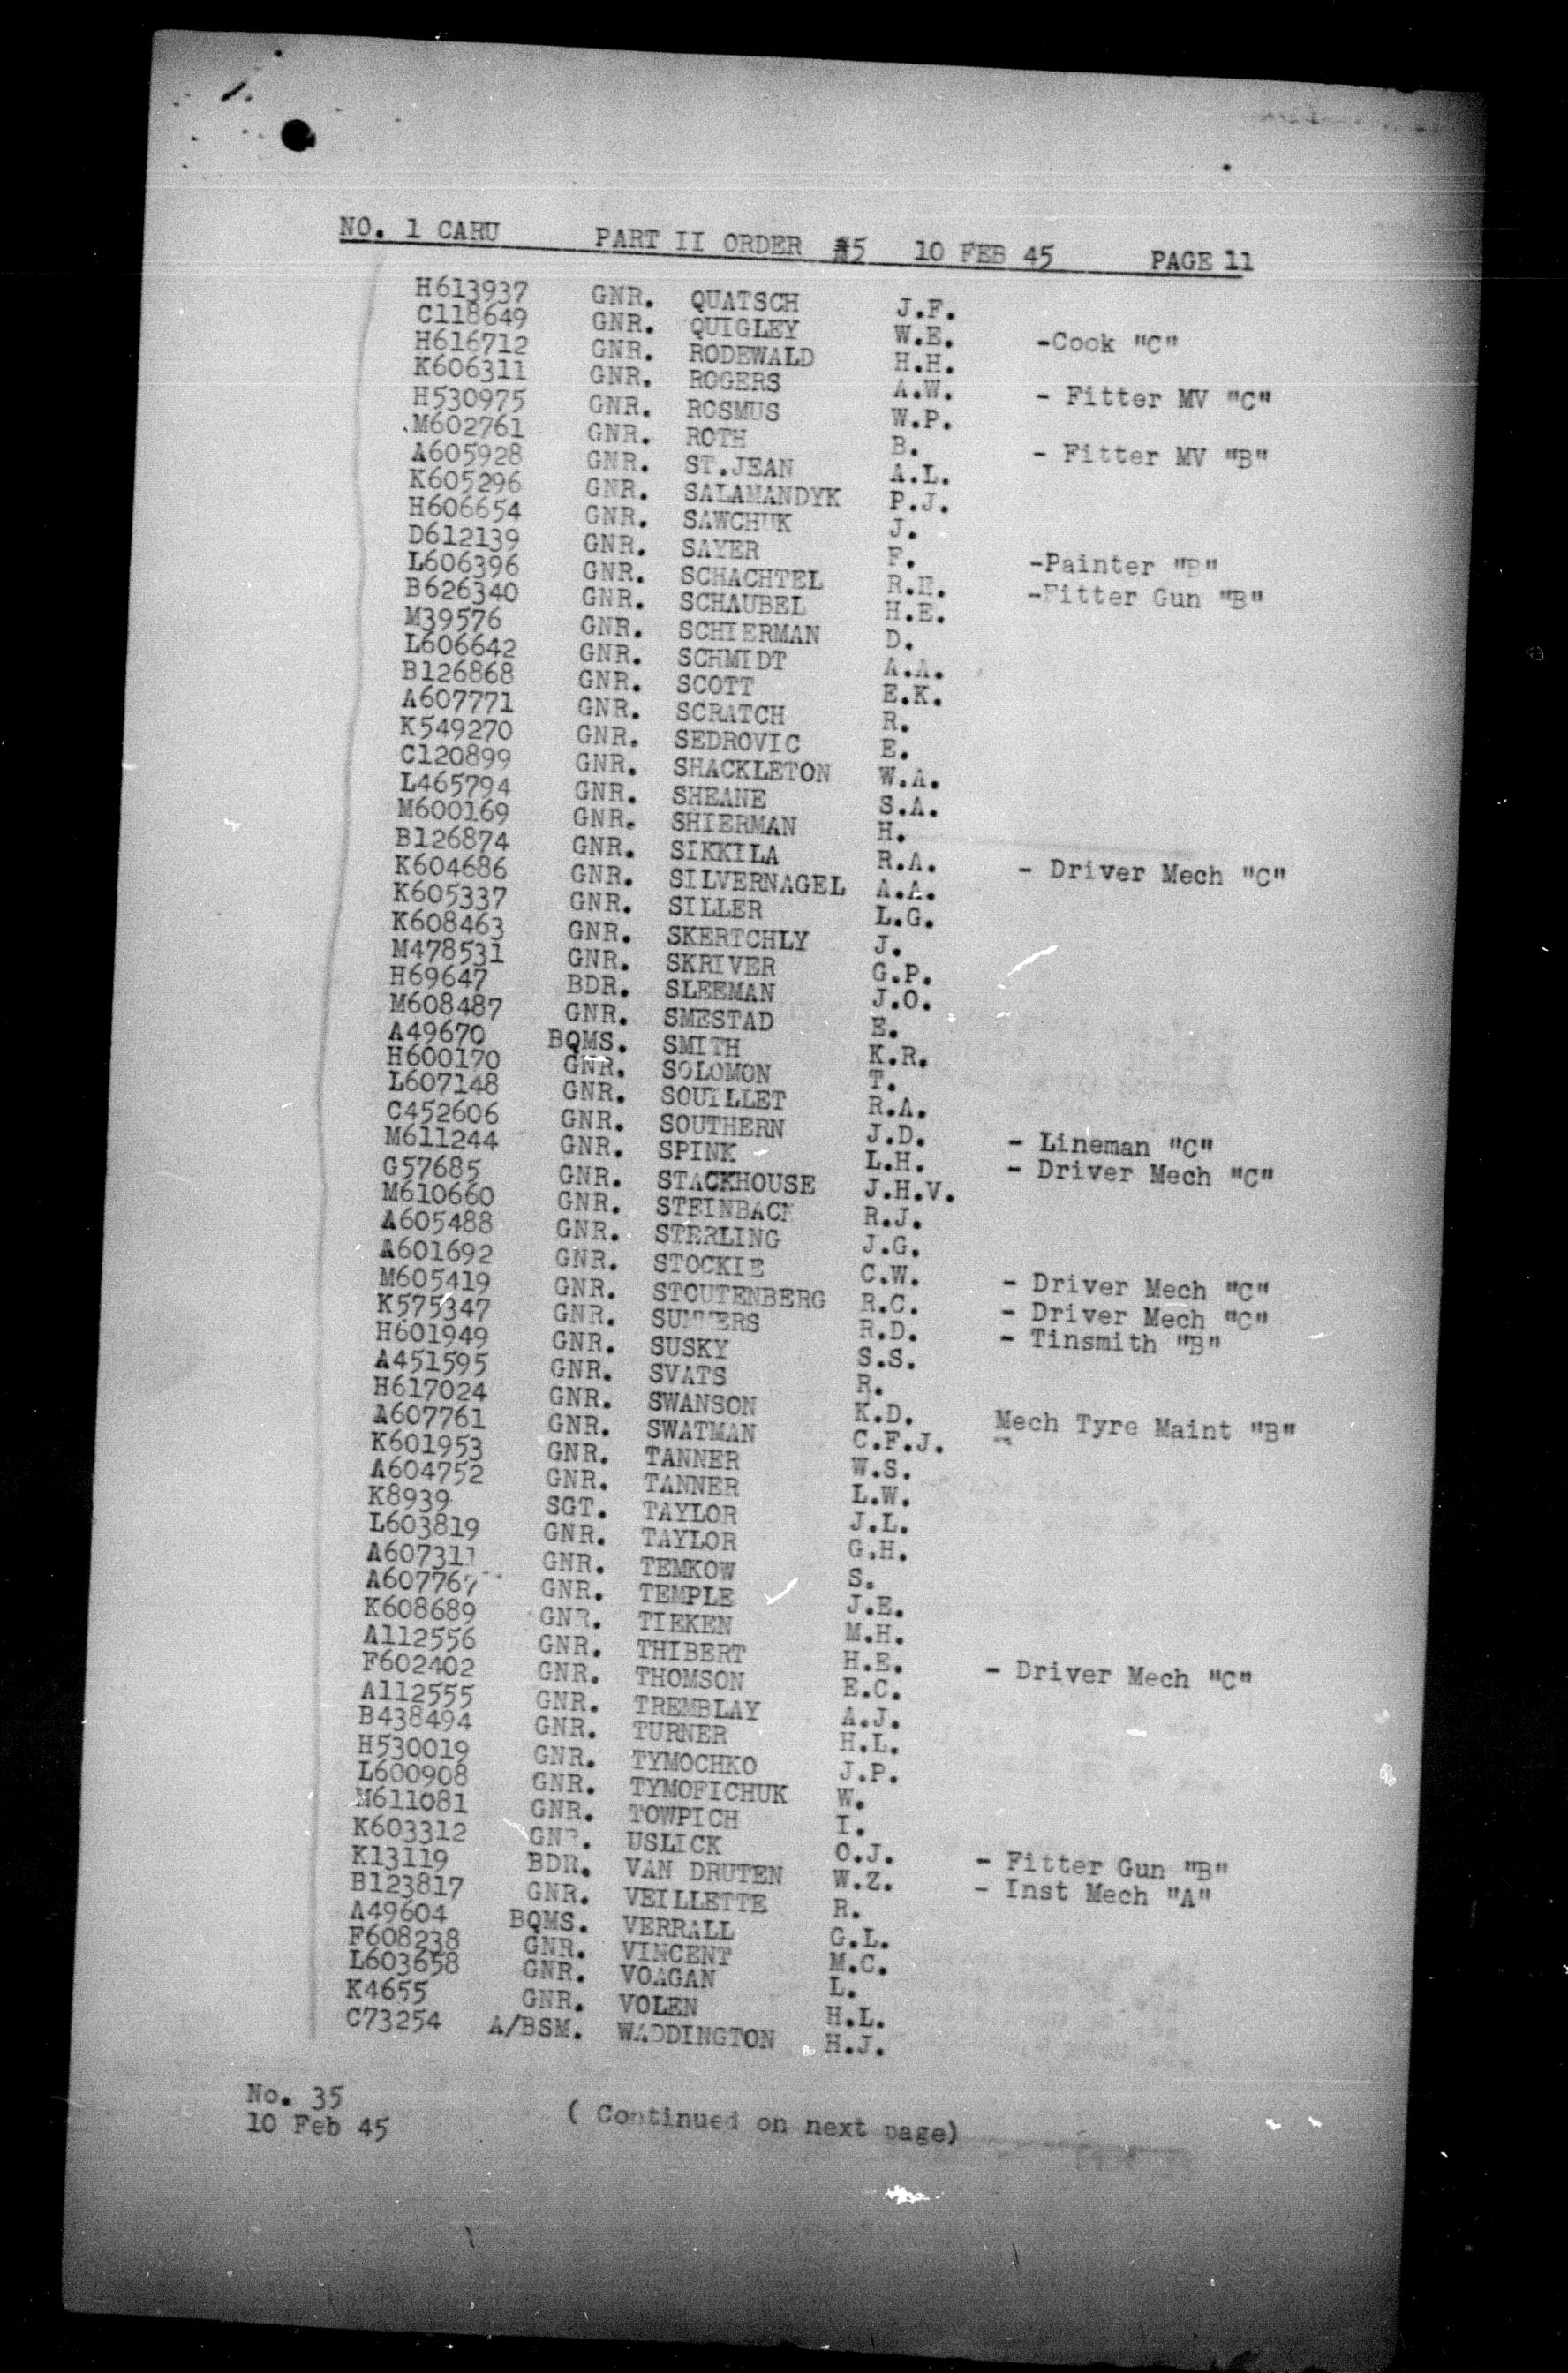 NO. 1 CARU PART II ORDER #5 10 FEB 45 PAGE 11
H613937 GNR. QUATSCH J.F.
C118649 GNR. QUIGLEY W.E. -Cook "C"
H616712 GNR. RODEWALD H.H.
K606311 GNR. ROGERS A.W. - Fitter MV "C"
H530975 GNR. ROSMUS W.P.
M602761 GNR. ROTH B. - Fitter MV "B"
A605928 GNR. ST.JEAN A.L.
K605296 GNR. SALAMANDYK P.J.
H606654 GNR. SAWCHUK J.
D612139 GNR. SAYER F. -Painter "B"
L606396 GNR. SCHACHTEL -Fitter Gun "B"
B626340 GNR. SCHAUBEL H.E.
M39576 GNR. SCHIERMAN D.
L606642 GNR. SCHMIDT A.A.
B126868 GNR. SCOTT E.K.
A607771 GNR. SCRATCH R.
K549270 GNR. SEDROVIC E.
C120899 GNR. SHACKLETON W.A.
L465794 GNR. SHEANE S.A.
M600169 GNR. SHIERMAN H.
B126874 GNR. SIKKILA R.A. - Driver Mech "C"
K604686 GNR. SILVERNAGEL A.A.
K605337 GNR. SILLER L.G.
K608463 GNR. SKERTCHLY J.
M478531 GNR. SKRIVER G.P.
H69647 BDR. SLEEMAN J.O.
M608487 GNR. SMESTAD E.
A49670 BQMS. SMITH K.R.
H600170 GNR. SOLOMON T.
L607148 GNR. SOUILLET R.A.
C452606 GNR. SOUTHERN J.D. - Lineman "C"
M611244 GNR. SPINK L.H. - Driver Mech "C"
G57685 GNR. STACKHOUSE J.H.V.
M610660 GNR. STEINBACH R.J.
A605488 GNR. STERLING J.G.
A601692 GNR. STOCKIE C.W. - Driver Mech "C"
M605419 GNR. STOUTENBERG R.C. - Driver Mech "C"
K575347 GNR. SUMMERS R.D. - Tinsmith "B"
H601949 GNR. SUSKY S.S.
A451595 GNR. SVATS R.
H617024 GNR. SWANSON K.D. Mech Tyre Maint "B"
A607761 GNR. SWATMAN C.F.J.
K601953 GNR. TANNER W.S.
A604752 GNR. TANNER L.W.
K8939 SGT. TAYLOR J.L.
L603819 GNR. TAYLOR G.H.
A607311 GNR. TEMKOW S.
A607767 GNR. TEMPLE J.E.
K608689 GNR. TIEKEN M.H.
A112556 GNR. THIBERT H.E. - Driver Mech "C"
F602402 GNR. THOMSON E.C.
A112555 GNR. TREMBLAY A.J.
B438494 GNR. TURNER H.L.
H530019 GNR. TYMOCHKO J.P.
L600908 GNR. TYMOFICHUK W.
M611081 GNR. TOWPICH I.
K603312 GNR. USLICK O.J. - Fitter Gun "B"
K13119 BDR. VAN DRUTEN W.Z. - Inst Mech "A"
B123817 GNR. VEILLETTE R.
A49604 BQMS. VERRALL G.L.
F608238 GNR. VINCENT M.C.
L603658 GNR. VOAGAN L.
K4655 GNR. VOLEN H.L.
C73254 A/BSM. WADDINGTON H.J.
No. 35
10 Feb 45
( Continued on next page)